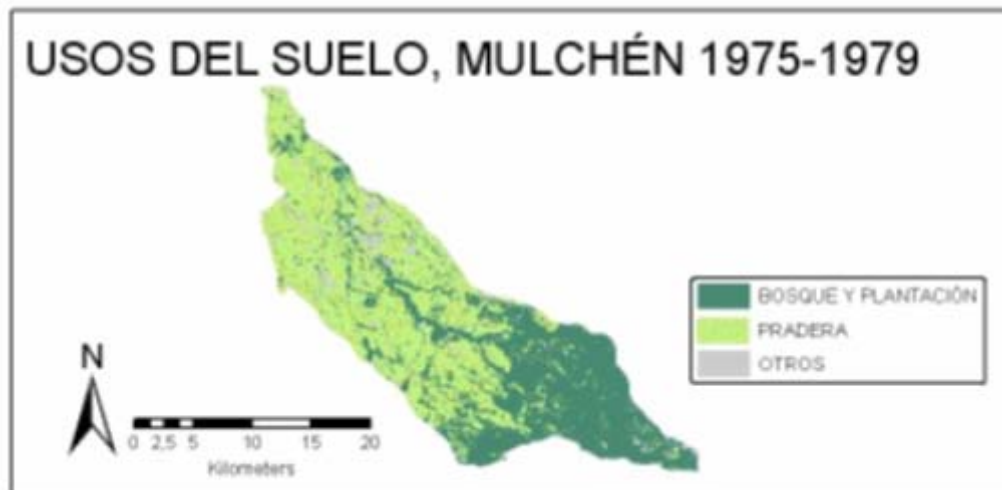 USOS DEL SUELO, MULCHÉN 1975-1979
BOSQUE Y PLANTACIÓN
PRADERA
OTROS
N
0 2,5 5 10 15 20
Kilometers